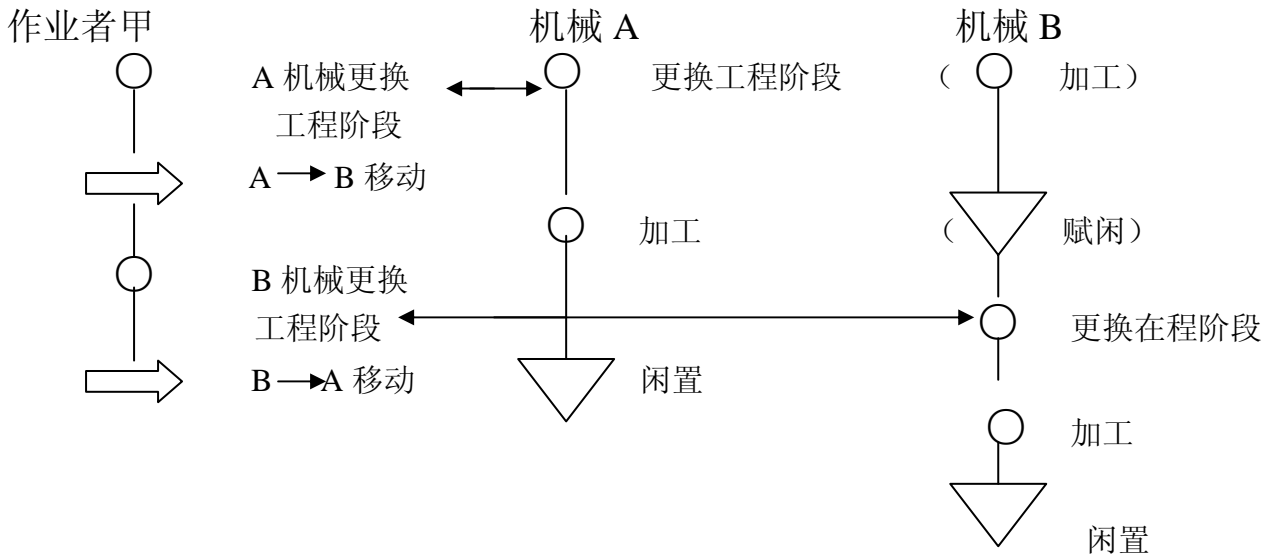 作业者甲 机械 A 机械 B
A 机械更换 更换工程阶段 （ 加工）
工程阶段
A B 移动
加工 （ 赋闲）
B 机械更换
工程阶段 更换在程阶段
B A 移动 闲置
加工
闲置